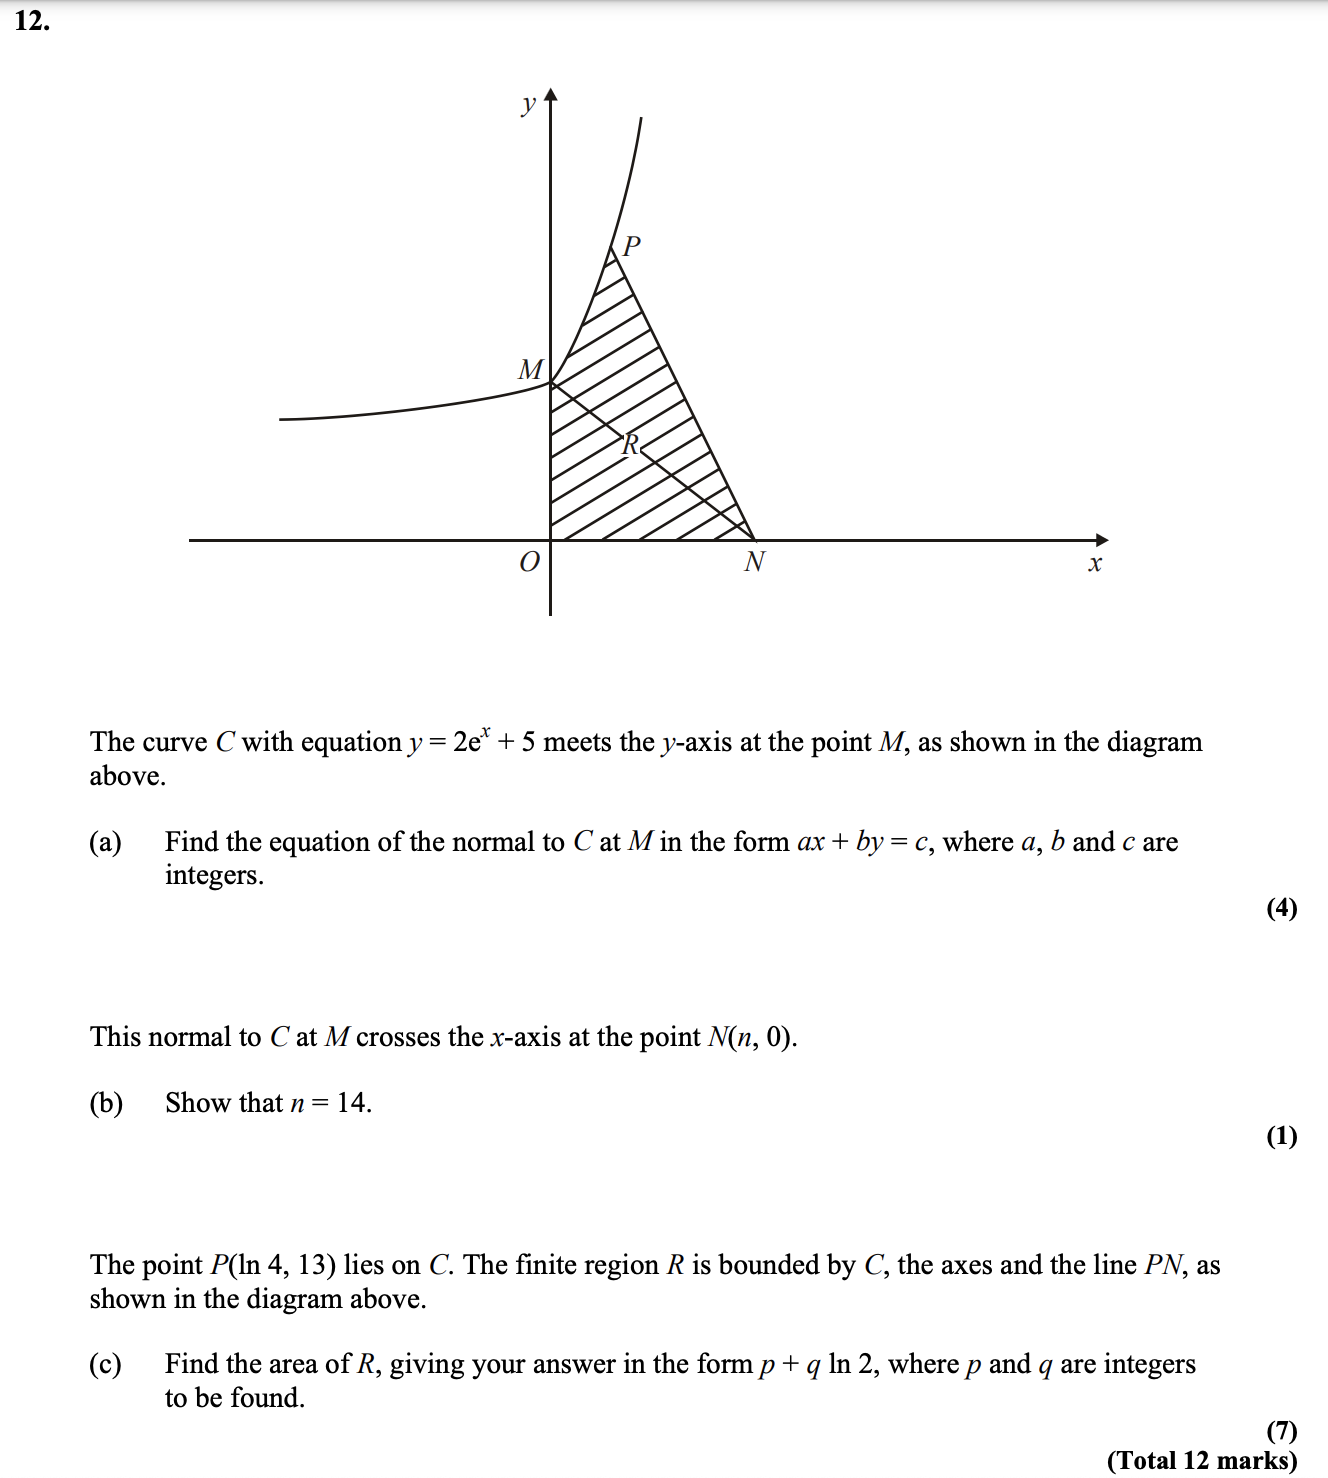 12.
y
P
M
R
O
N
x
The curve C with equation y = 2eˣ + 5 meets the y-axis at the point M, as shown in the diagram
above.
(a) Find the equation of the normal to C at M in the form ax + by = c, where a, b and c are
integers.
(4)
This normal to C at M crosses the x-axis at the point N(n, 0).
(b) Show that n = 14.
(1)
The point P(ln 4, 13) lies on C. The finite region R is bounded by C, the axes and the line PN, as
shown in the diagram above.
(c) Find the area of R, giving your answer in the form p + q ln 2, where p and q are integers
to be found.
(7)
(Total 12 marks)